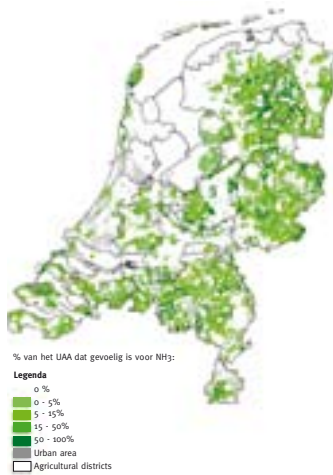 % van het UAA dat gevoelig is voor NH3:
Legenda
0 %
0 - 5%
5 - 15%
15 - 50%
50 - 100%
Urban area
Agricultural districts